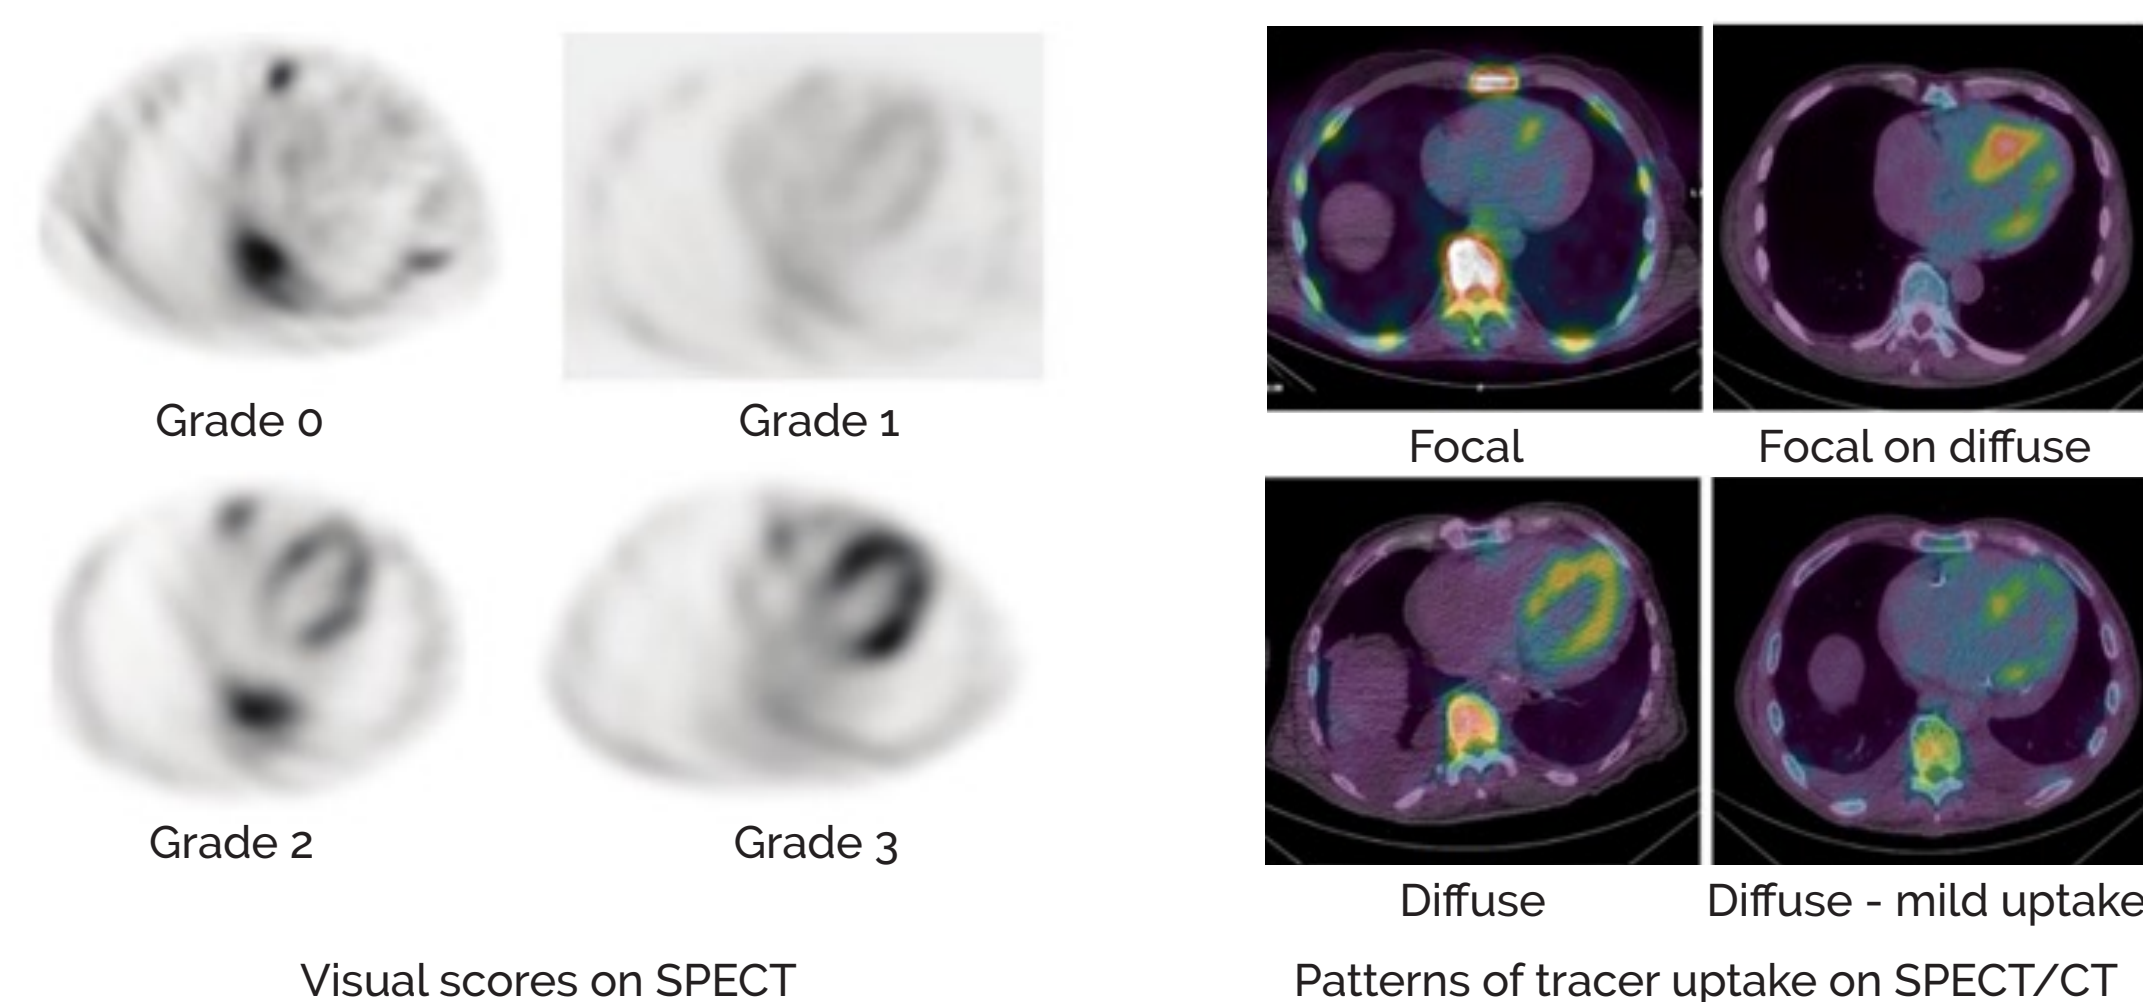 Grade 0
Grade 1
Grade 2
Grade 3
Visual scores on SPECT
Focal
Focal on diffuse
Diffuse
Diffuse - mild uptake
Patterns of tracer uptake on SPECT/CT